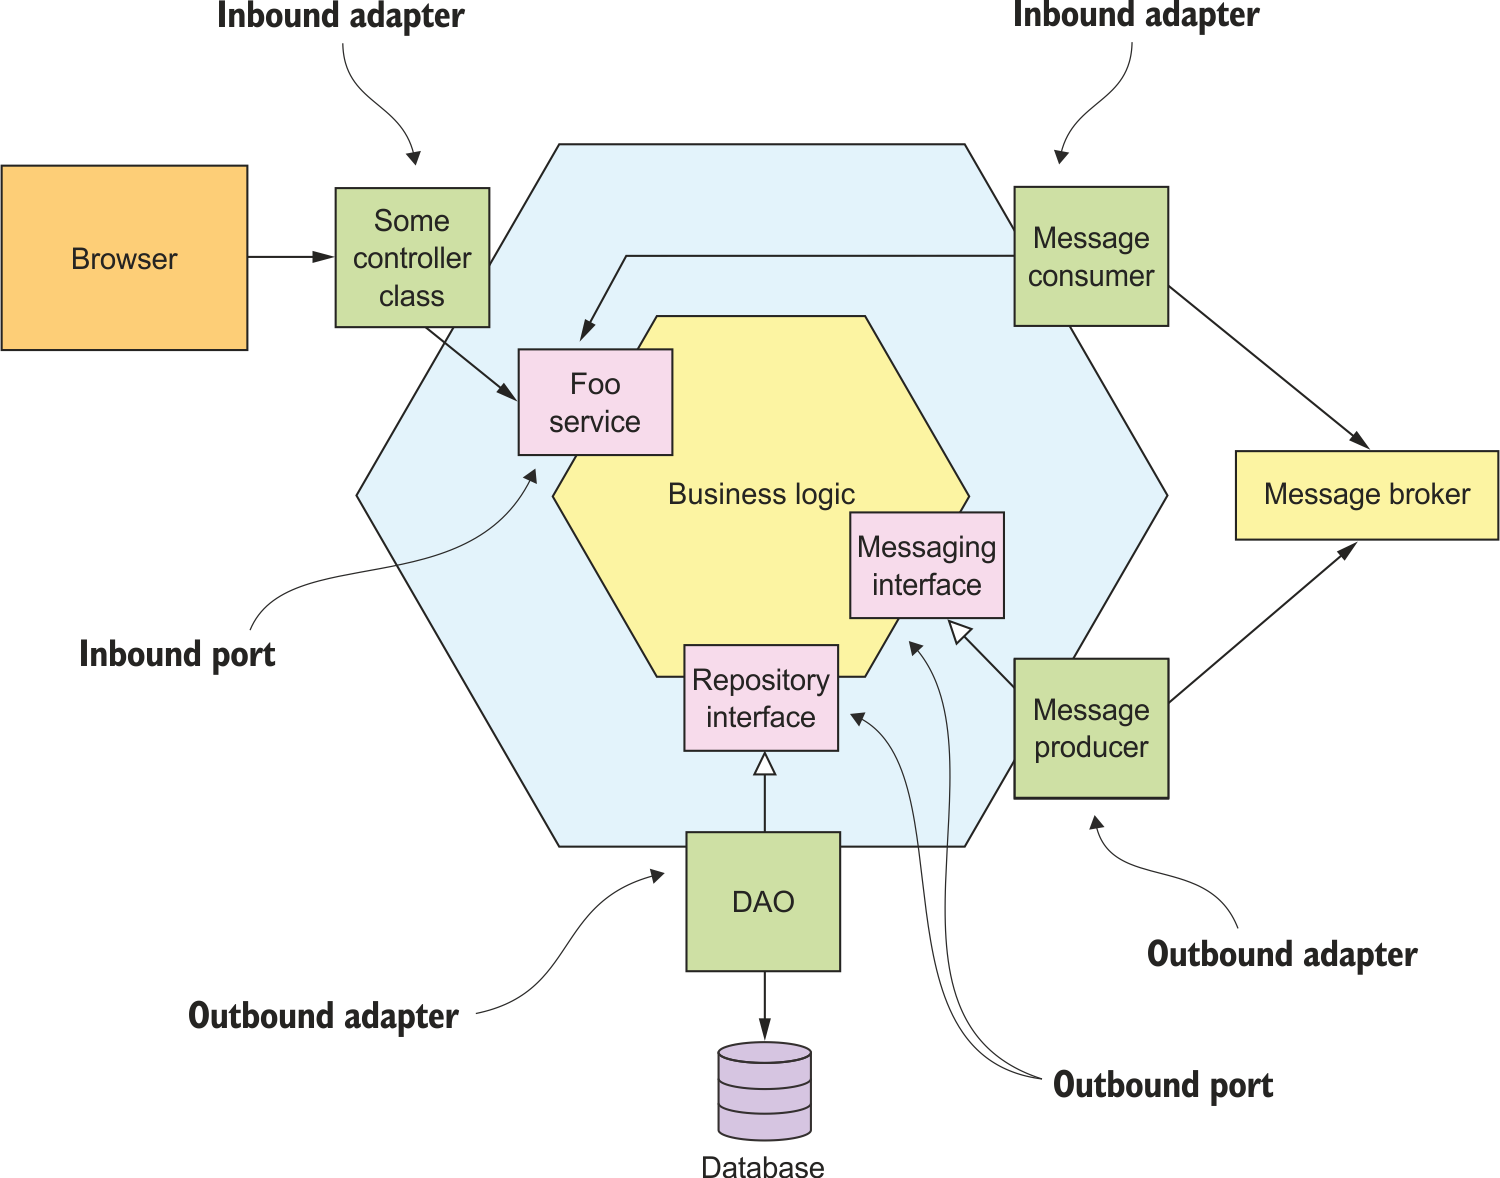 Inbound adapter
Inbound adapter
Browser
Some
controller
class
Message
consumer
Foo
service
Business logic
Message broker
Messaging
interface
Inbound port
Repository
interface
Message
producer
DAO
Outbound adapter
Outbound adapter
Outbound port
Database